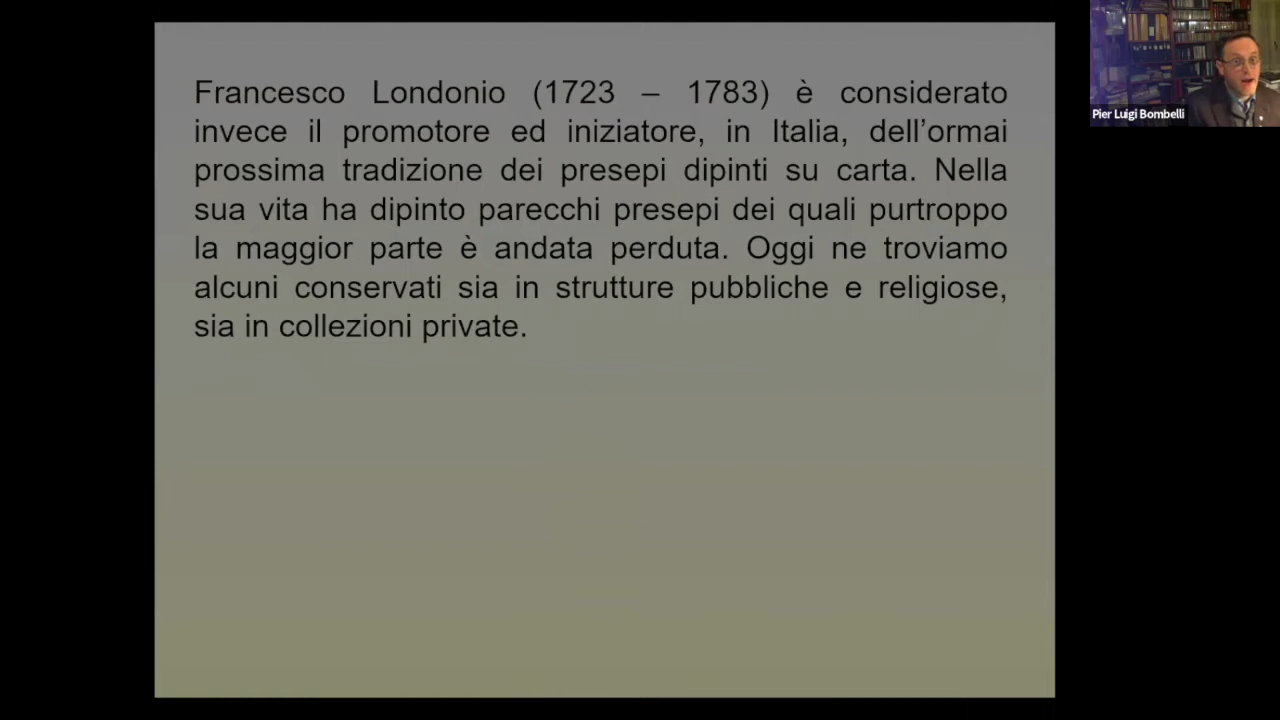 Francesco Londonio (1723 – 1783) è considerato
invece il promotore ed iniziatore, in Italia, dell’ormai
prossima tradizione dei presepi dipinti su carta. Nella
sua vita ha dipinto parecchi presepi dei quali purtroppo
la maggior parte è andata perduta. Oggi ne troviamo
alcuni conservati sia in strutture pubbliche e religiose,
sia in collezioni private.
Pier Luigi Bombelli